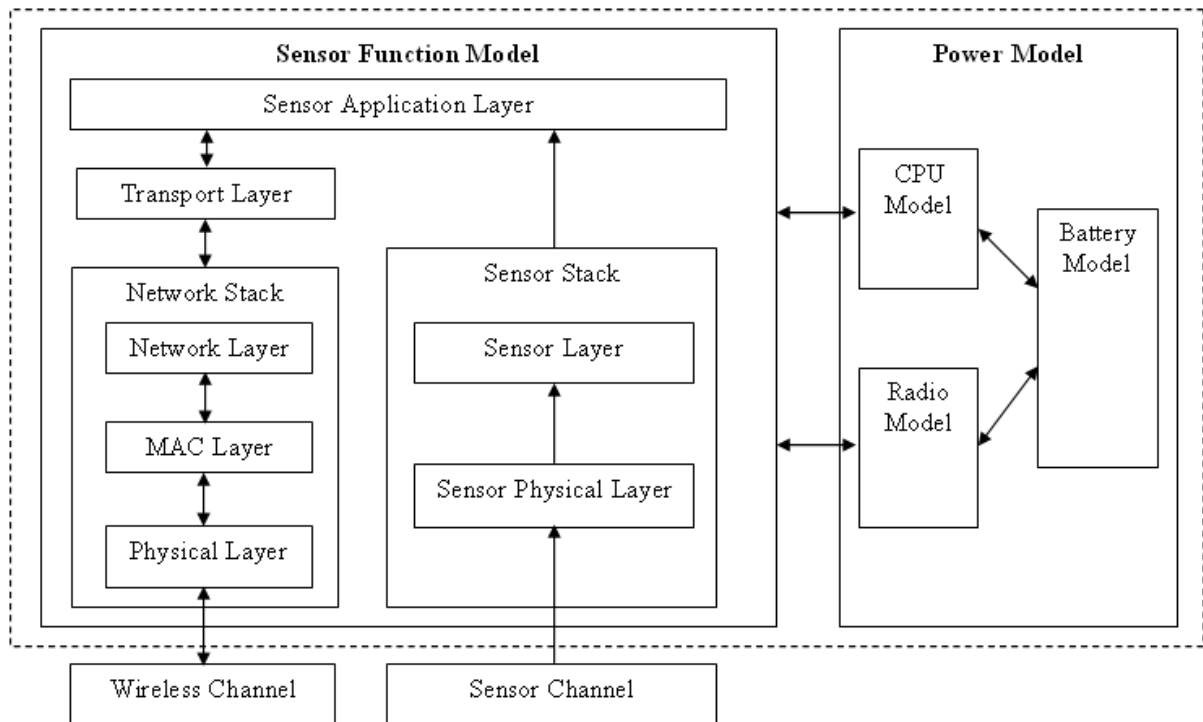 Sensor Function Model
Sensor Application Layer
Transport Layer
Network Stack
Network Layer
MAC Layer
Physical Layer
Sensor Stack
Sensor Layer
Sensor Physical Layer
Power Model
CPU
Model
Radio
Model
Battery
Model
Wireless Channel
Sensor Channel